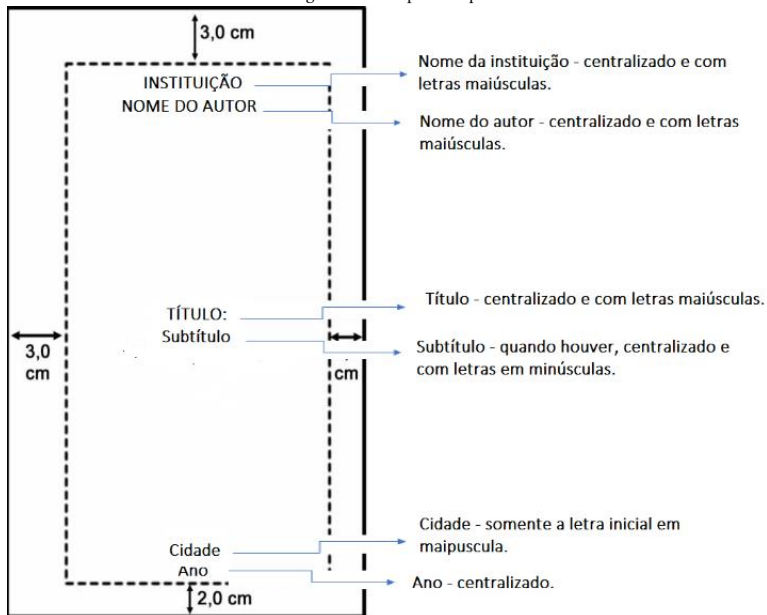 3,0 cm
INSTITUIÇÃO
NOME DO AUTOR
Nome da instituição - centralizado e com
letras maiúsculas.
Nome do autor - centralizado e com letras
maiúsculas.
TÍTULO:
Subtítulo
3,0
cm
cm
Título - centralizado e com letras maiúsculas.
Subtítulo - quando houver, centralizado e
com letras em minúsculas.
Cidade
Ano
Cidade - somente a letra inicial em
maipuscula.
Ano - centralizado.
2,0 cm